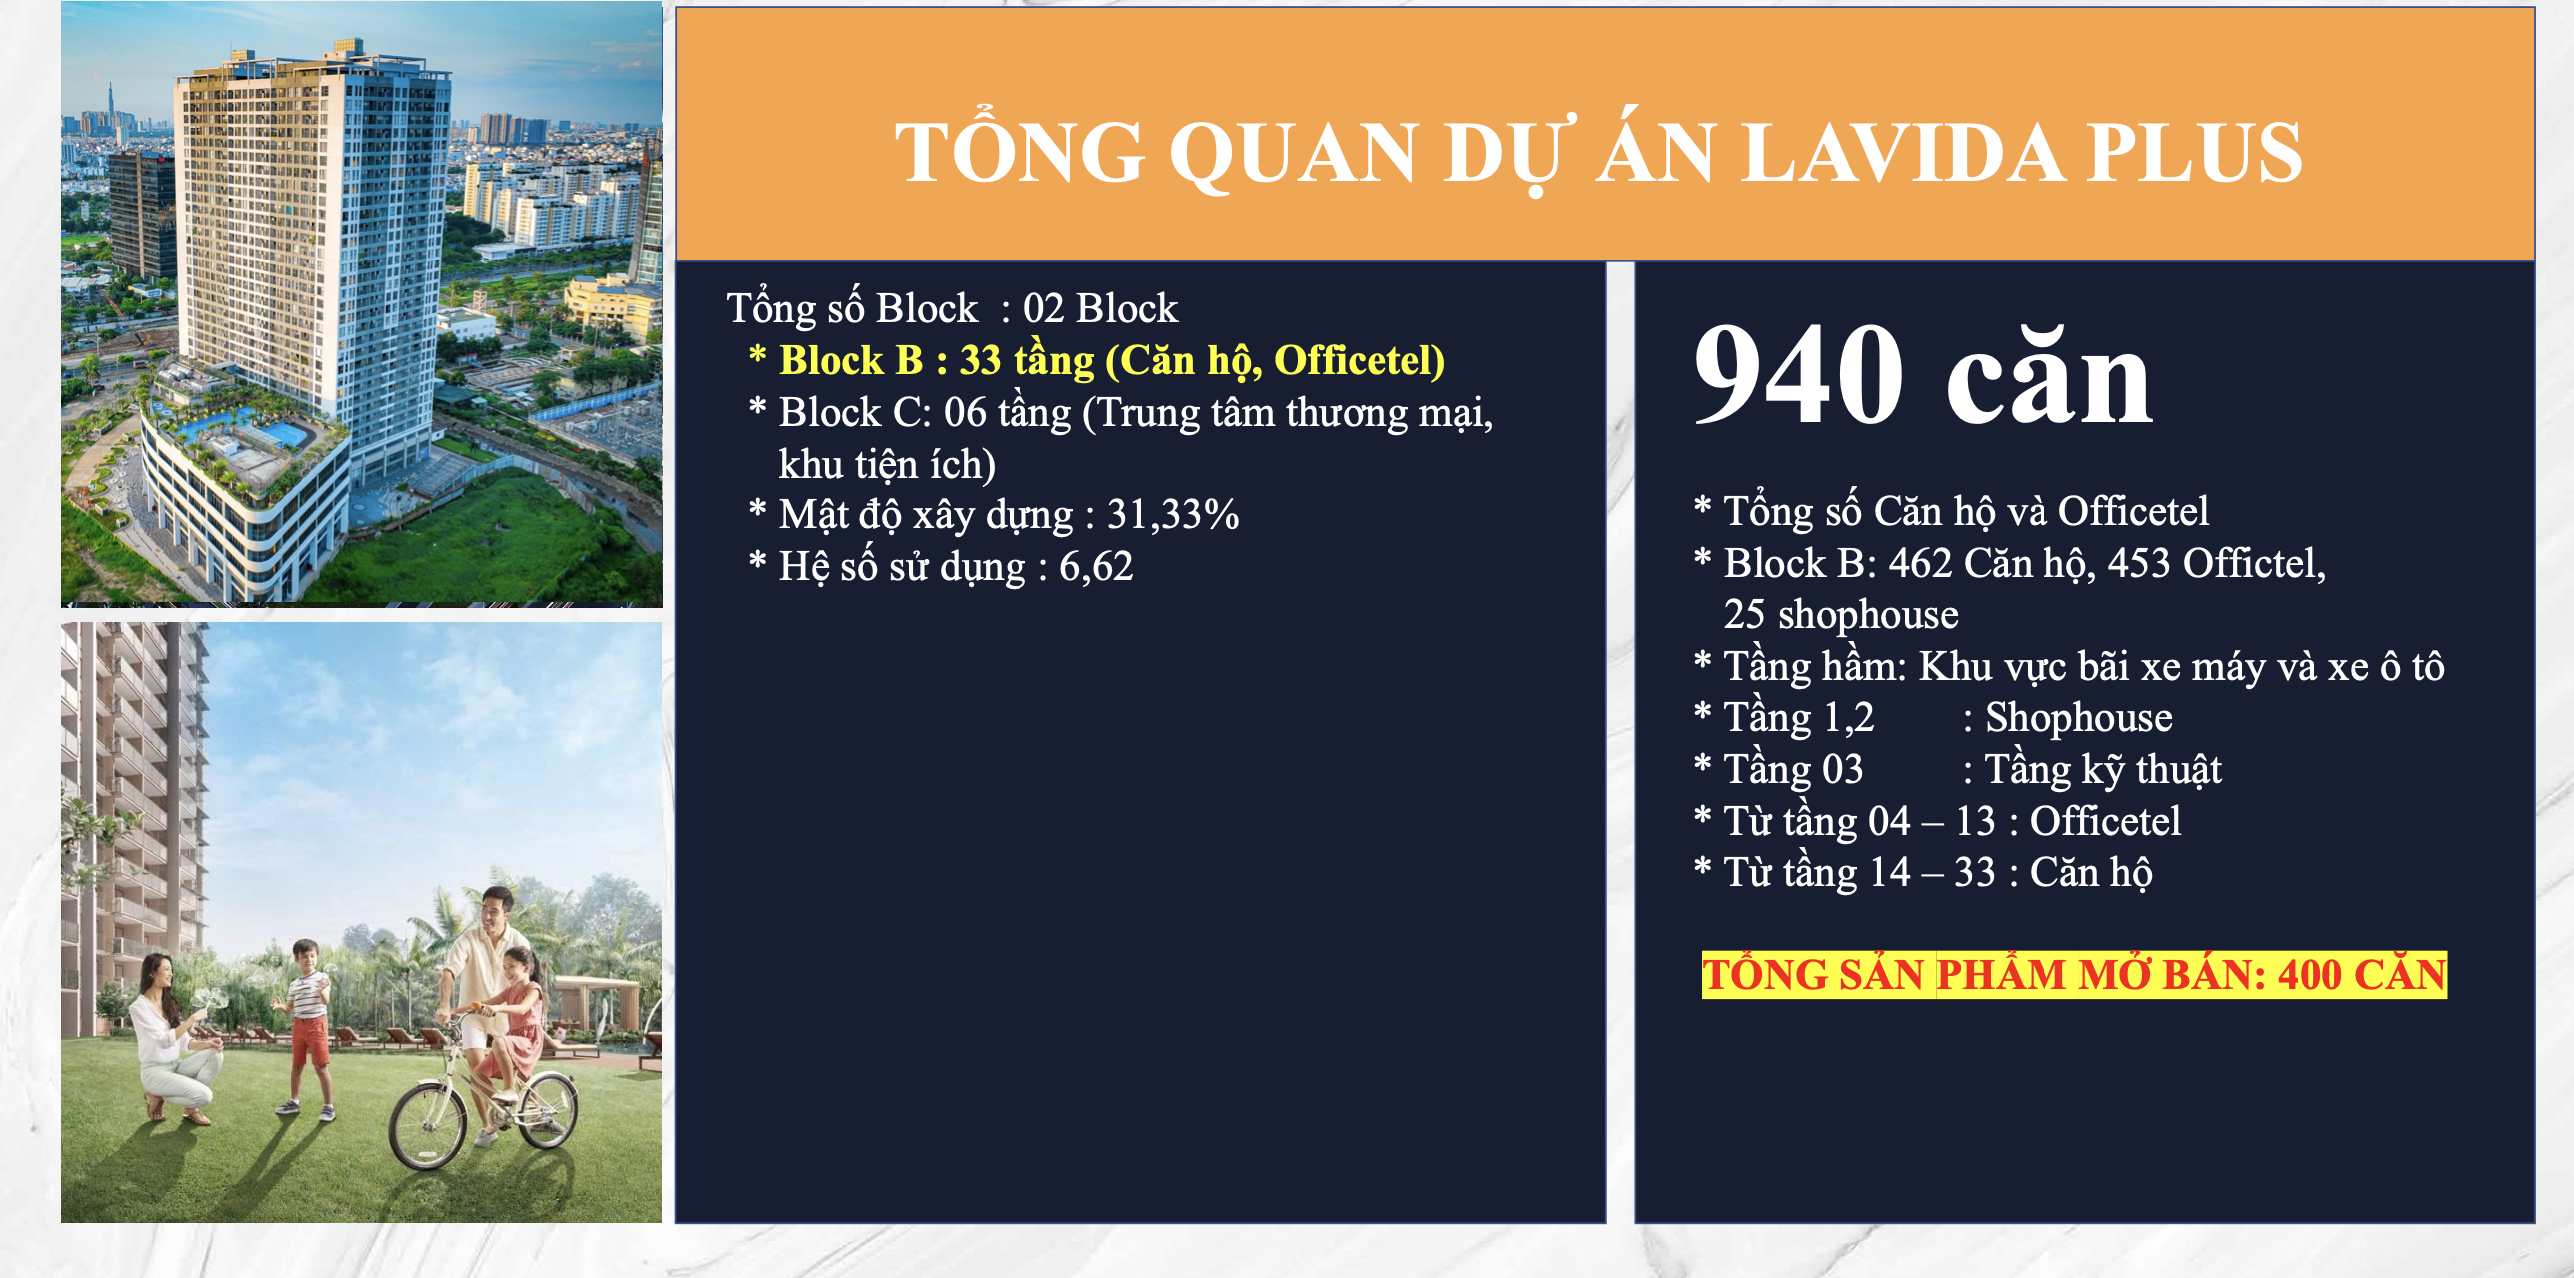 TỔNG QUAN DỰ ÁN LAVIDA PLUS
Tổng số Block : 02 Block
* Block B : 33 tầng (Căn hộ, Officetel)
* Block C: 06 tầng (Trung tâm thương mại,
khu tiện ích)
* Mật độ xây dựng : 31,33%
* Hệ số sử dụng : 6,62
940 căn
* Tổng số Căn hộ và Officetel
* Block B: 462 Căn hộ, 453 Offictel,
25 shophouse
* Tầng hầm: Khu vực bãi xe máy và xe ô tô
* Tầng 1,2 : Shophouse
* Tầng 03 : Tầng kỹ thuật
* Từ tầng 04 – 13 : Officetel
* Từ tầng 14 – 33 : Căn hộ
TỔNG SẢN PHẨM MỞ BÁN: 400 CĂN